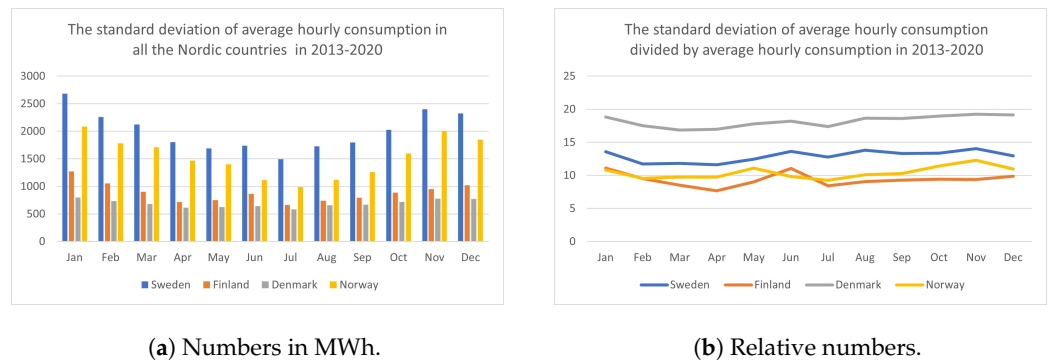 The standard deviation of average hourly consumption in
all the Nordic countries in 2013-2020
3000
2500
2000
1500
1000
500
0
Jan Feb Mar Apr May Jun Jul Aug Sep Oct Nov Dec
Sweden Finland Denmark Norway
(a) Numbers in MWh.
The standard deviation of average hourly consumption
divided by average hourly consumption in 2013-2020
25
20
15
10
5
0
Jan Feb Mar Apr May Jun Jul Aug Sep Oct Nov Dec
Sweden Finland Denmark Norway
(b) Relative numbers.